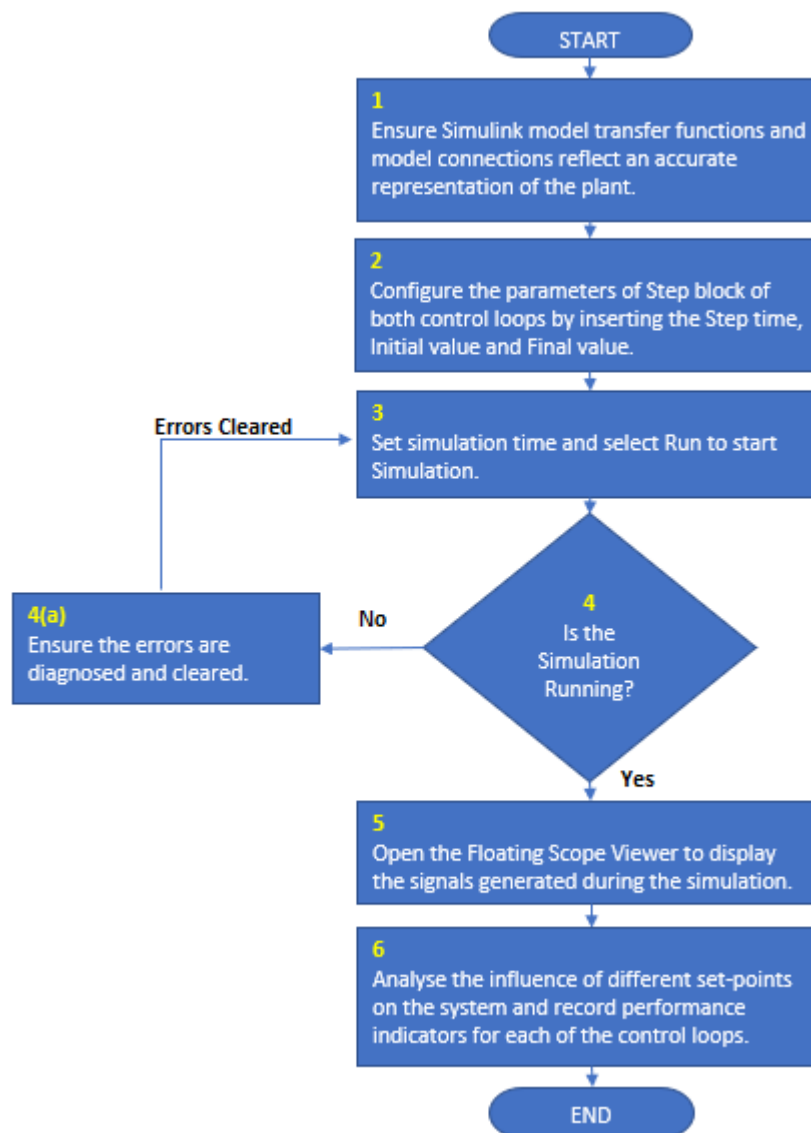 START
1
Ensure Simulink model transfer functions and
model connections reflect an accurate
representation of the plant.
2
Configure the parameters of Step block of
both control loops by inserting the Step time,
Initial value and Final value.
Errors Cleared
3
Set simulation time and select Run to start
Simulation.
4(a)
Ensure the errors are
diagnosed and cleared.
No
4
Is the
Simulation
Running?
Yes
5
Open the Floating Scope Viewer to display
the signals generated during the simulation.
6
Analyse the influence of different set-points
on the system and record performance
indicators for each of the control loops.
END